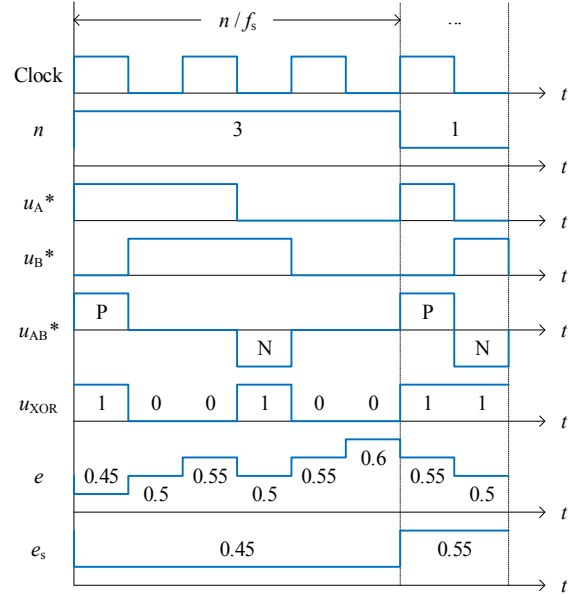 n / fs ...
Clock t
n 3 1 t
uA* t
uB* t
uAB* P N P N t
uXOR 1 0 0 1 0 0 1 1 t
e 0.45 0.5 0.55 0.5 0.55 0.6 0.55 0.5 t
es 0.45 0.55 t